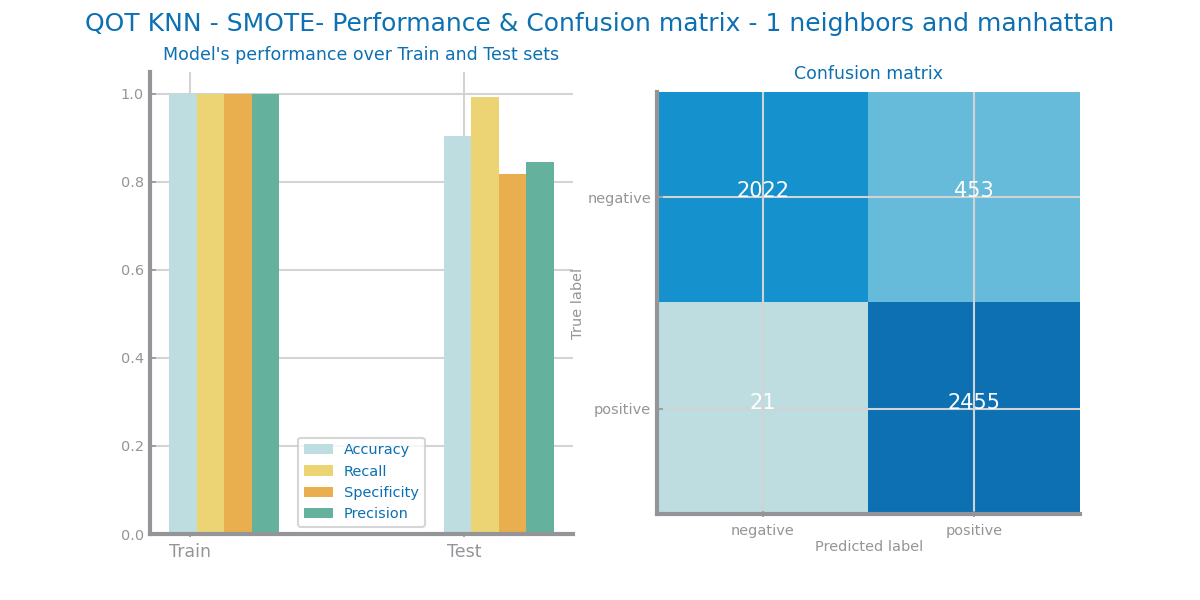 QOT KNN - SMOTE- Performance & Confusion matrix - 1 neighbors and manhattan
Model's performance over Train and Test sets
1.0
0.8
0.6
0.4
0.2
0.0
Train
Test
Accuracy
Recall
Specificity
Precision
Confusion matrix
True label
negative
positive
2022
453
21
2455
negative
positive
Predicted label